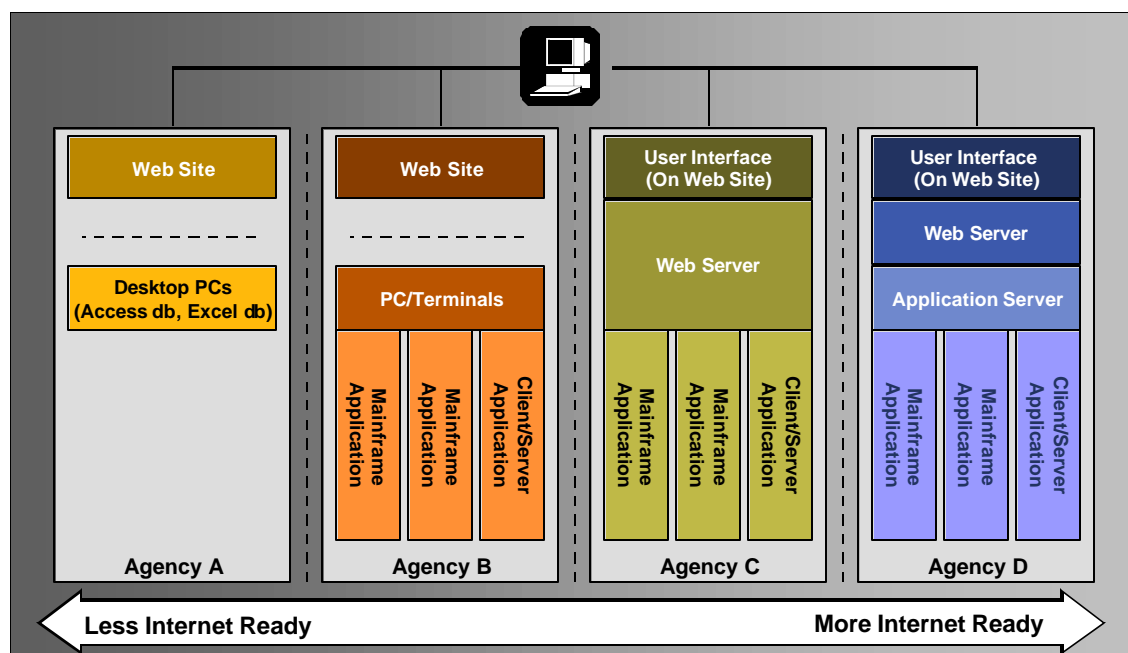 Web Site
Desktop PCs
(Access db, Excel db)
Agency A
Web Site
PC/Terminals
Mainframe
Application
Mainframe
Application
Client/Server
Application
Agency B
User Interface
(On Web Site)
Web Server
Mainframe
Application
Mainframe
Application
Client/Server
Application
Agency C
User Interface
(On Web Site)
Web Server
Application Server
Mainframe
Application
Mainframe
Application
Client/Server
Application
Agency D
Less Internet Ready
More Internet Ready